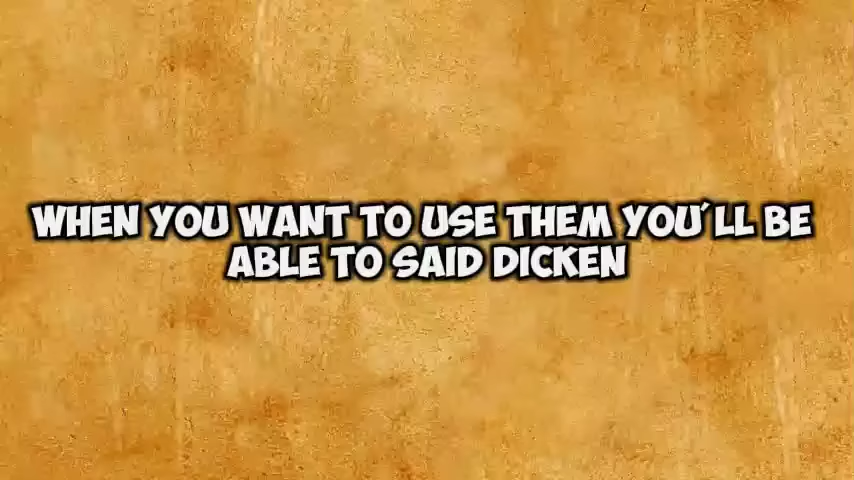 WHEN YOU WANT TO USE THEM YOU´LL BE
ABLE TO SAID DICKEN